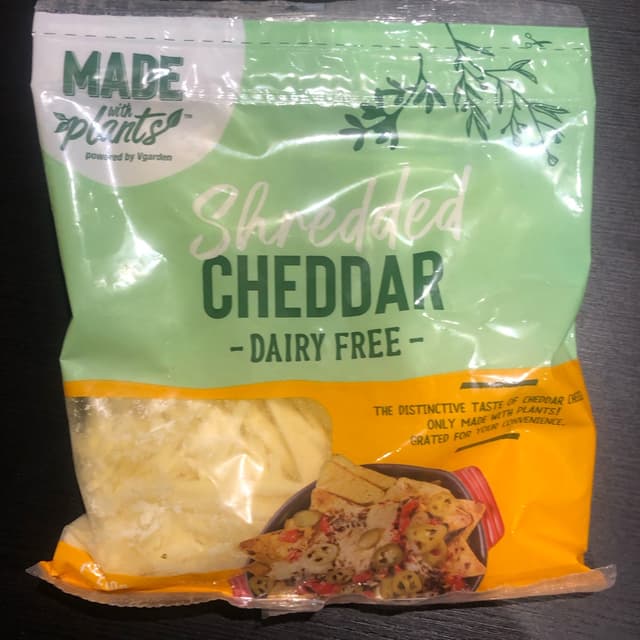 MADE
with
plants™
powered by Vgarden
Shredded
CHEDDAR
- DAIRY FREE -
THE DISTINCTIVE TASTE OF CHEDDAR
ONLY MADE WITH PLANTS!
GRATED FOR YOUR CONVENIENCE.